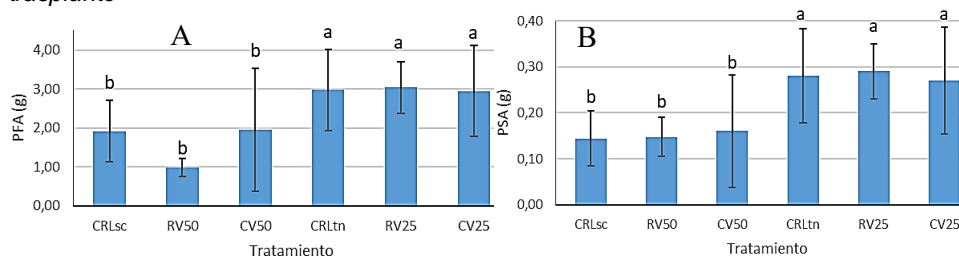 trasplante
A
PFA (g)
4,00
3,00
2,00
1,00
0,00
b
b
b
a
a
a
CRLsc RV50 CV50 CRLtn RV25 CV25
Tratamiento
B
PSA (g)
0,40
0,30
0,20
0,10
0,00
b
b
b
a
a
a
CRLsc RV50 CV50 CRLtn RV25 CV25
Tratamiento